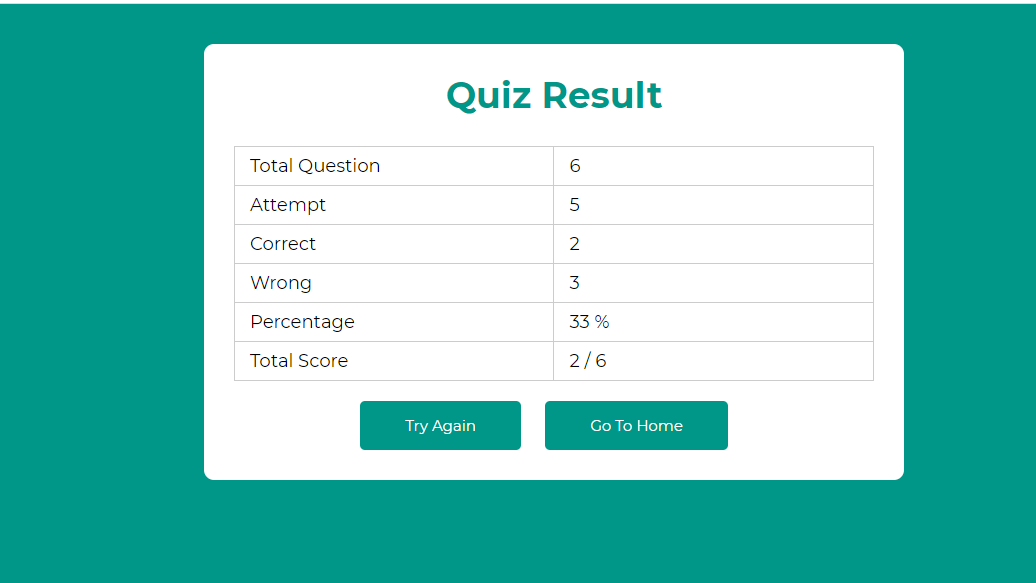 Quiz Result
Total Question 6
Attempt 5
Correct 2
Wrong 3
Percentage 33 %
Total Score 2 / 6
Try Again Go To Home